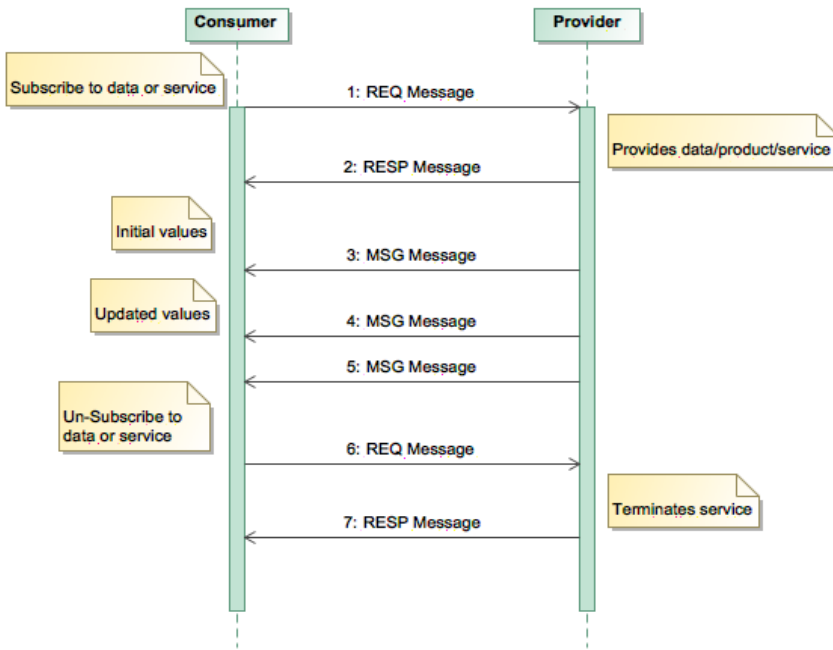 Consumer
Provider
Subscribe to data or service
1: REQ Message
Provides data/product/service
2: RESP Message
Initial values
3: MSG Message
Updated values
4: MSG Message
5: MSG Message
Un-Subscribe to
data or service
6: REQ Message
Terminates service
7: RESP Message